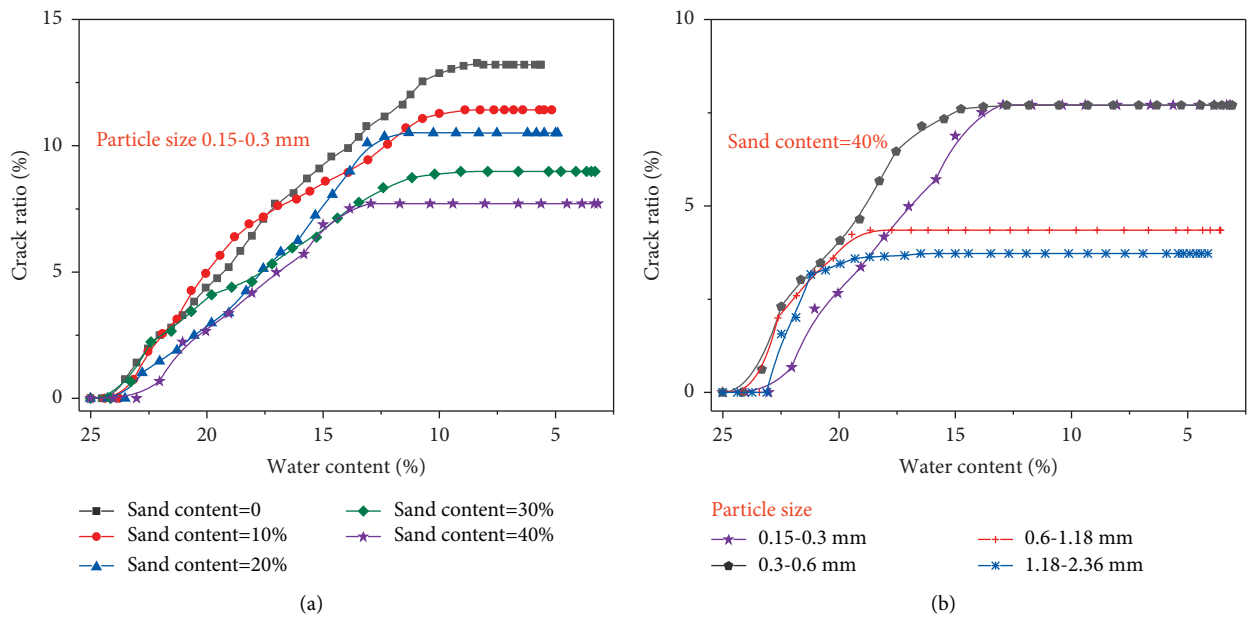 15
10
5
0
Crack ratio (%)
Particle size 0.15-0.3 mm
25
20
15
10
5
Water content (%)
Sand content=0
Sand content=10%
Sand content=20%
Sand content=30%
Sand content=40%
(a)
10
5
0
Crack ratio (%)
Sand content=40%
25
20
15
10
5
Water content (%)
Particle size
0.15-0.3 mm
0.3-0.6 mm
0.6-1.18 mm
1.18-2.36 mm
(b)